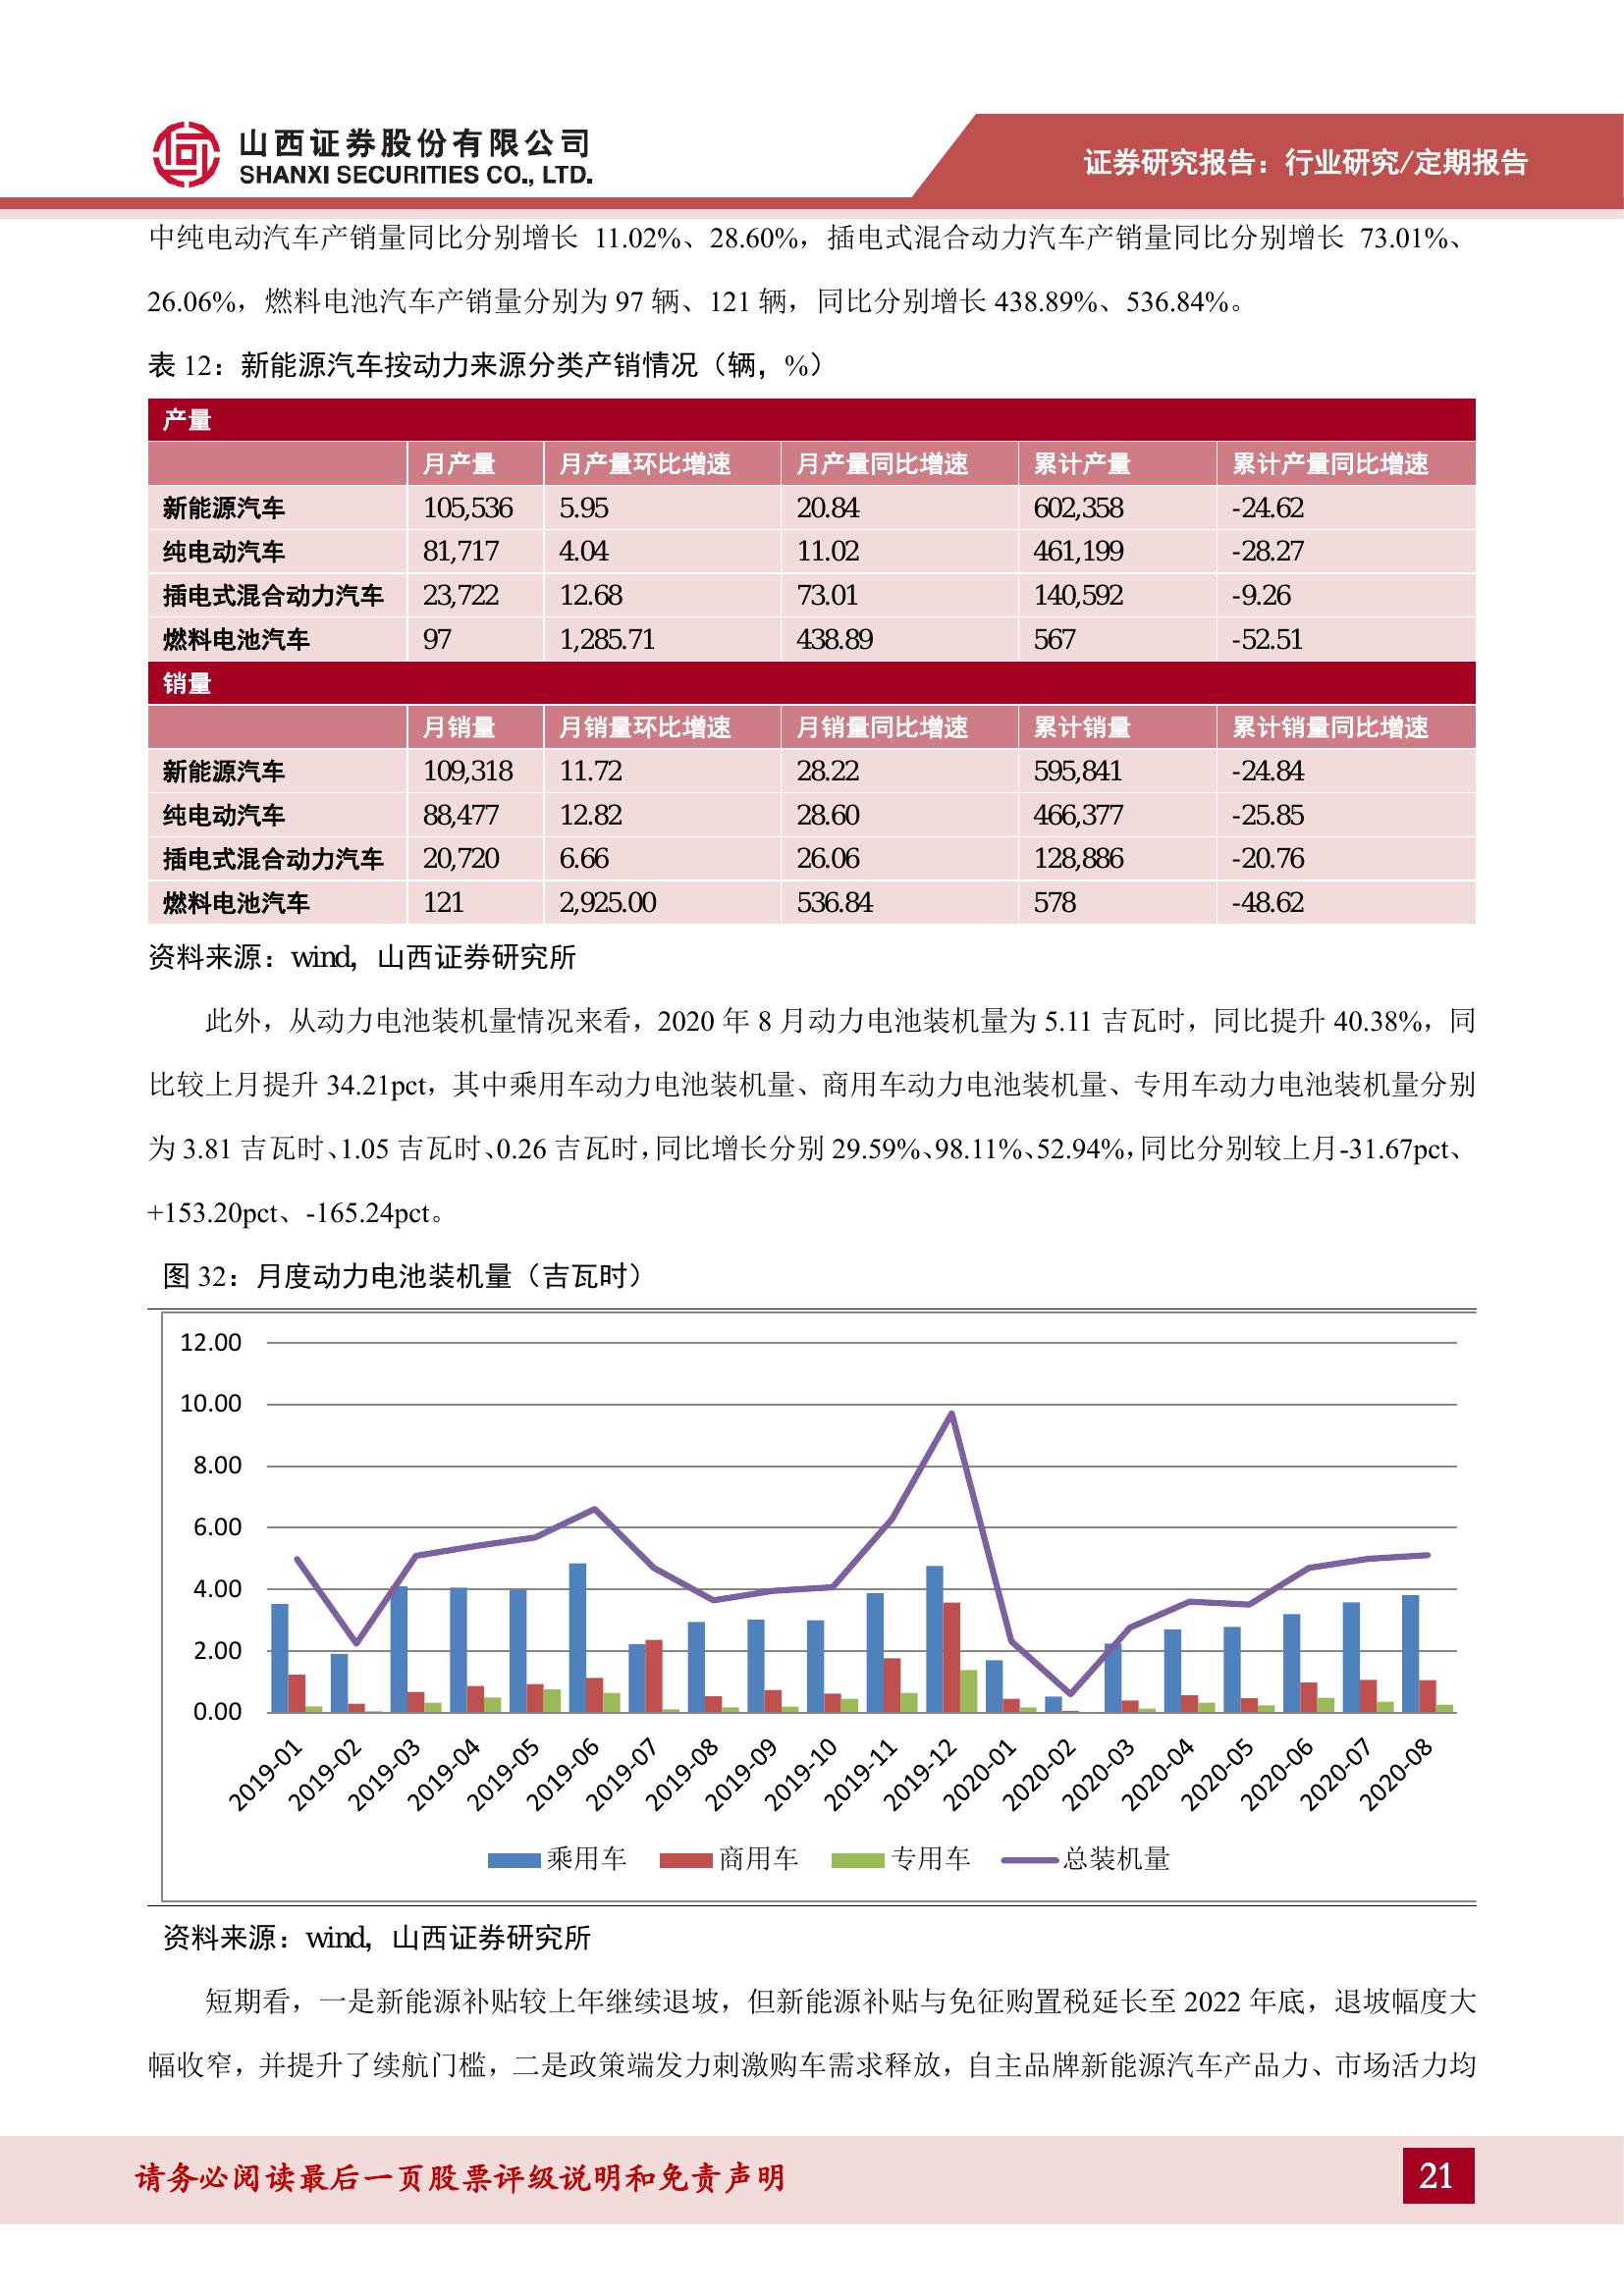 山西证券股份有限公司
SHANXI SECURITIES CO., LTD.
证券研究报告：行业研究/定期报告
中纯电动汽车产销量同比分别增长 11.02%、28.60%，插电式混合动力汽车产销量同比分别增长 73.01%、
26.06%，燃料电池汽车产销量分别为 97 辆、121 辆，同比分别增长 438.89%、536.84%。
表 12：新能源汽车按动力来源分类产销情况（辆，%）
产量
月产量 月产量环比增速 月产量同比增速 累计产量 累计产量同比增速
新能源汽车 105,536 5.95 20.84 602,358 -24.62
纯电动汽车 81,717 4.04 11.02 461,199 -28.27
插电式混合动力汽车 23,722 12.68 73.01 140,592 -9.26
燃料电池汽车 97 1,285.71 438.89 567 -52.51
销量
月销量 月销量环比增速 月销量同比增速 累计销量 累计销量同比增速
新能源汽车 109,318 11.72 28.22 595,841 -24.84
纯电动汽车 88,477 12.82 28.60 466,377 -25.85
插电式混合动力汽车 20,720 6.66 26.06 128,886 -20.76
燃料电池汽车 121 2,925.00 536.84 578 -48.62
资料来源：wind，山西证券研究所
此外，从动力电池装机量情况来看，2020 年 8 月动力电池装机量为 5.11 吉瓦时，同比提升 40.38%，同
比较上月提升 34.21pct，其中乘用车动力电池装机量、商用车动力电池装机量、专用车动力电池装机量分别
为 3.81 吉瓦时、1.05 吉瓦时、0.26 吉瓦时，同比增长分别 29.59%、98.11%、52.94%，同比分别较上月-31.67pct、
+153.20pct、-165.24pct。
图 32：月度动力电池装机量（吉瓦时）
12.00
10.00
8.00
6.00
4.00
2.00
0.00
2019-01 2019-02 2019-03 2019-04 2019-05 2019-06 2019-07 2019-08 2019-09 2019-10 2019-11 2019-12 2020-01 2020-02 2020-03 2020-04 2020-05 2020-06 2020-07 2020-08
乘用车 商用车 专用车 总装机量
资料来源：wind，山西证券研究所
短期看，一是新能源补贴较上年继续退坡，但新能源补贴与免征购置税延长至 2022 年底，退坡幅度大
幅收窄，并提升了续航门槛，二是政策端发力刺激购车需求释放，自主品牌新能源汽车产品力、市场活力均
请务必阅读最后一页股票评级说明和免责声明
21